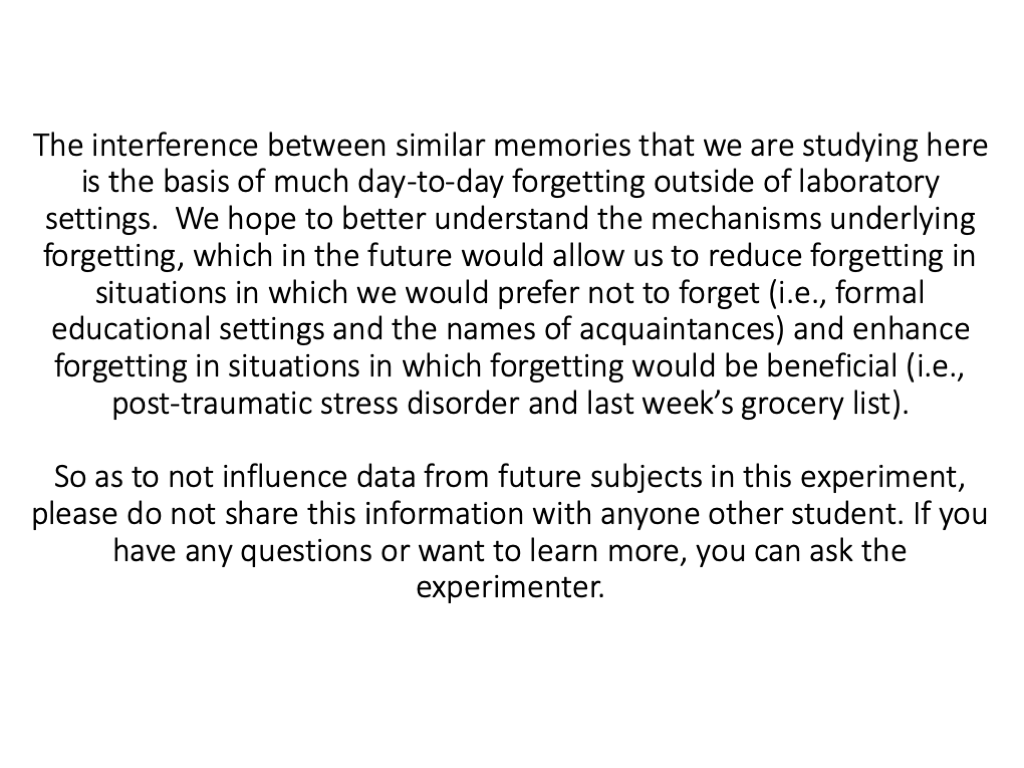 The interference between similar memories that we are studying here
is the basis of much day-to-day forgetting outside of laboratory
settings.  We hope to better understand the mechanisms underlying
forgetting, which in the future would allow us to reduce forgetting in
situations in which we would prefer not to forget (i.e., formal
educational settings and the names of acquaintances) and enhance
forgetting in situations in which forgetting would be beneficial (i.e.,
post-traumatic stress disorder and last week’s grocery list).
So as to not influence data from future subjects in this experiment,
please do not share this information with anyone other student. If you
have any questions or want to learn more, you can ask the
experimenter.